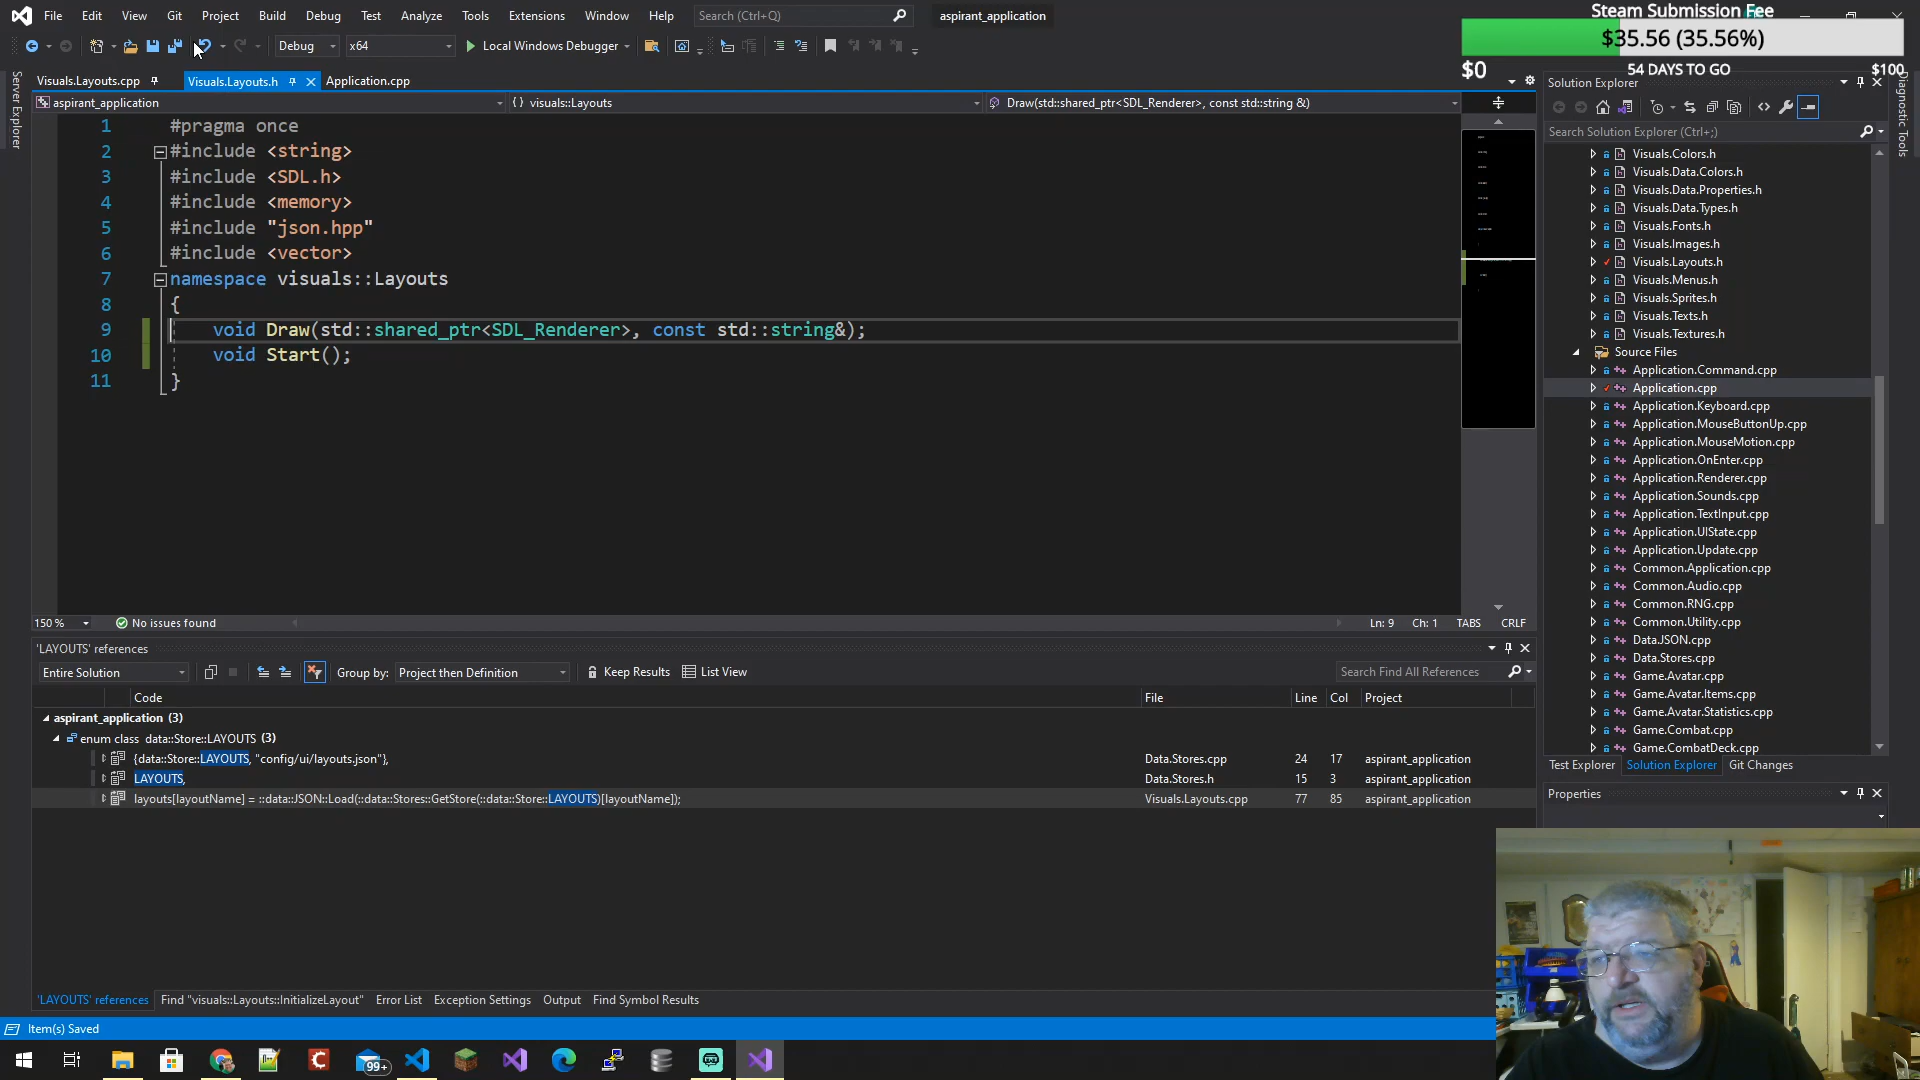 File Edit View Git Project Build Debug Test Analyze Tools Extensions Window Help Search (Ctrl+Q) aspirant_application
Steam Submission Fee
$35.56 (35.56%)
$0 54 DAYS TO GO $100
Debug x64 Local Windows Debugger
Server Explorer
Diagnostic Tools
Visuals.Layouts.cpp Visuals.Layouts.h Application.cpp
aspirant_application {} visuals::Layouts Draw(std::shared_ptr<SDL_Renderer>, const std::string &)
1 #pragma once
2 #include <string>
3 #include <SDL.h>
4 #include <memory>
5 #include "json.hpp"
6 #include <vector>
7 namespace visuals::Layouts
8 {
9 void Draw(std::shared_ptr<SDL_Renderer>, const std::string&);
10 void Start();
11 }
150 % No issues found Ln: 9 Ch: 1 TABS CRLF
'LAYOUTS' references
Entire Solution Group by: Project then Definition Keep Results List View Search Find All References
Code File Line Col Project
aspirant_application (3)
enum class data::Store::LAYOUTS (3)
{data::Store::LAYOUTS, "config/ui/layouts.json"}, Data.Stores.cpp 24 17 aspirant_application
LAYOUTS, Data.Stores.h 15 3 aspirant_application
layouts[layoutName] = ::data::JSON::Load(::data::Stores::GetStore(::data::Store::LAYOUTS)[layoutName]); Visuals.Layouts.cpp 77 85 aspirant_application
'LAYOUTS' references Find "visuals::Layouts::InitializeLayout" Error List Exception Settings Output Find Symbol Results
Item(s) Saved
99+
Solution Explorer
Search Solution Explorer (Ctrl+;)
Visuals.Colors.h
Visuals.Data.Colors.h
Visuals.Data.Properties.h
Visuals.Data.Types.h
Visuals.Fonts.h
Visuals.Images.h
Visuals.Layouts.h
Visuals.Menus.h
Visuals.Sprites.h
Visuals.Texts.h
Visuals.Textures.h
Source Files
Application.Command.cpp
Application.cpp
Application.Keyboard.cpp
Application.MouseButtonUp.cpp
Application.MouseMotion.cpp
Application.OnEnter.cpp
Application.Renderer.cpp
Application.Sounds.cpp
Application.TextInput.cpp
Application.UIState.cpp
Application.Update.cpp
Common.Application.cpp
Common.Audio.cpp
Common.RNG.cpp
Common.Utility.cpp
Data.JSON.cpp
Data.Stores.cpp
Game.Avatar.cpp
Game.Avatar.Items.cpp
Game.Avatar.Statistics.cpp
Game.Combat.cpp
Game.CombatDeck.cpp
Test Explorer Solution Explorer Git Changes
Properties